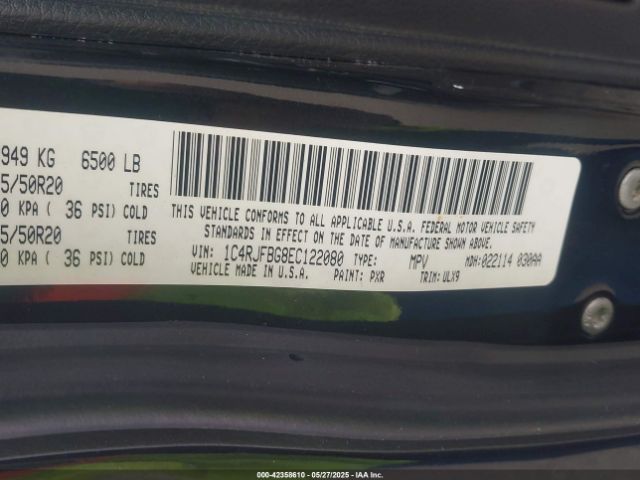 949 KG 6500 LB
5/50R20 TIRES
0 KPA ( 36 PSI) COLD
5/50R20 TIRES
0 KPA ( 36 PSI) COLD
THIS VEHICLE CONFORMS TO ALL APPLICABLE U.S.A. FEDERAL MOTOR VEHICLE SAFETY
STANDARDS IN EFFECT ON THE DATE OF MANUFACTURE SHOWN ABOVE.
VIN: 1C4RJFBG8EC122080 TYPE: MPV MDH:022114 030AA
VEHICLE MADE IN U.S.A. PAINT: PXR TRIM: ULX9
000-42358610 - 05/27/2025 - IAA Inc.